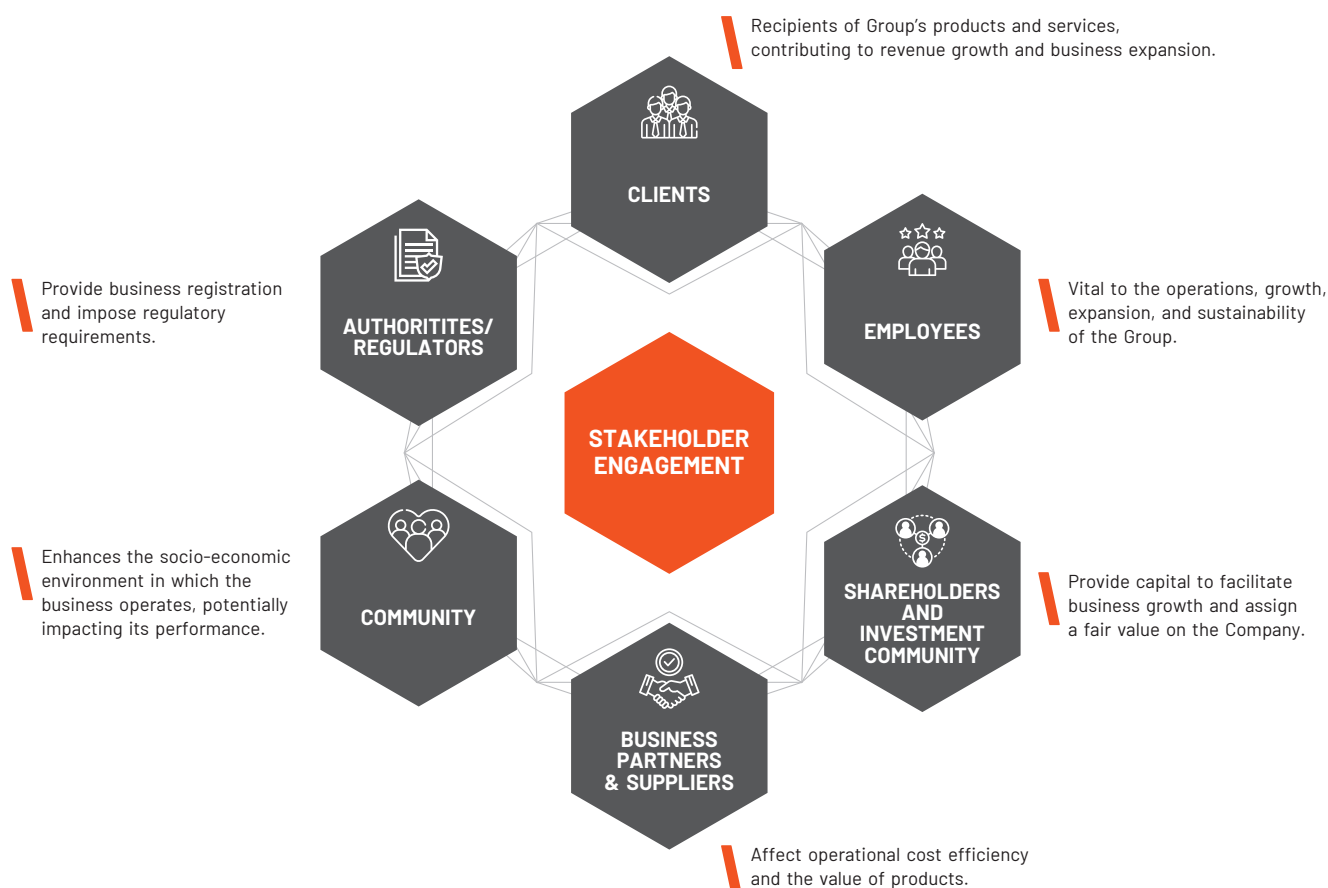 Recipients of Group's products and services,
contributing to revenue growth and business expansion.
CLIENTS
Provide business registration
and impose regulatory
requirements.
AUTHORITITES/
REGULATORS
EMPLOYEES
Vital to the operations, growth,
expansion, and sustainability
of the Group.
STAKEHOLDER
ENGAGEMENT
Enhances the socio-economic
environment in which the
business operates, potentially
impacting its performance.
COMMUNITY
$
SHAREHOLDERS
AND
INVESTMENT
COMMUNITY
Provide capital to facilitate
business growth and assign
a fair value on the Company.
BUSINESS
PARTNERS
& SUPPLIERS
Affect operational cost efficiency
and the value of products.